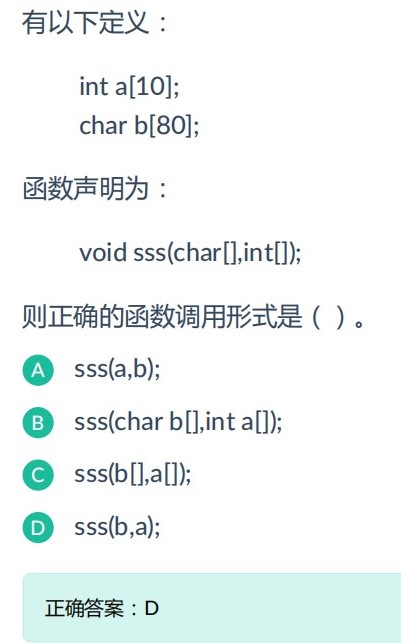 有以下定义：
int a[10];
char b[80];
函数声明为：
void sss(char[],int[]);
则正确的函数调用形式是（ ）。
A sss(a,b);
B sss(char b[],int a[]);
C sss(b[],a[]);
D sss(b,a);
正确答案：D